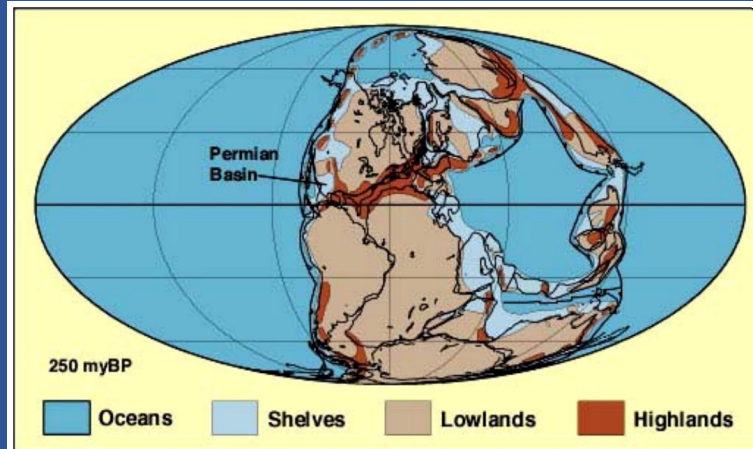 Permian
Basin
250 myBP
Oceans
Shelves
Lowlands
Highlands